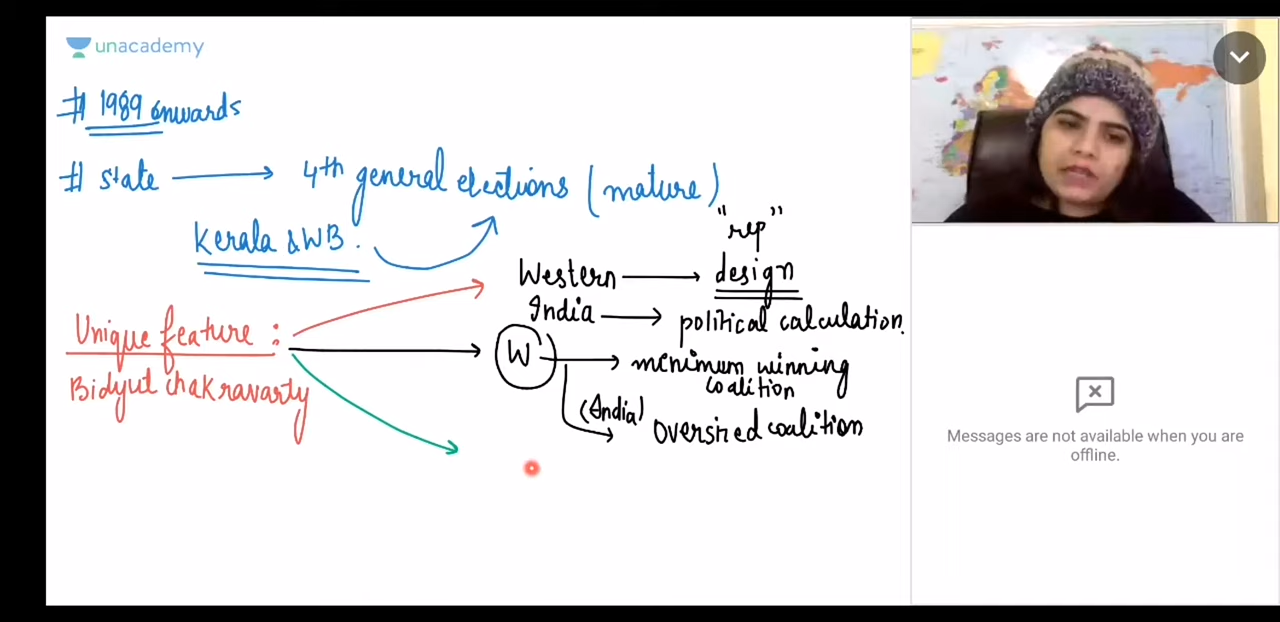 unacademy
# 1989 onwards
# state → 4th general elections (mature)
Kerala & WB.
"rep"
Western → design
India → political calculation.
Unique feature :
Bidyut chakravarty
W → menimum winning
coalition
(India) oversized coalition
Messages are not available when you are
offline.